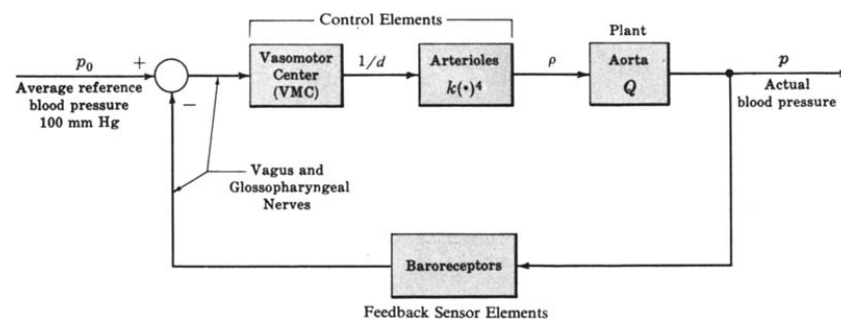 Control Elements
Plant
p₀
+
Vasomotor
Center
(VMC)
1/d
Arterioles
k(•)⁴
ρ
Aorta
Q
p
Average reference
blood pressure
100 mm Hg
−
Actual
blood pressure
Vagus and
Glossopharyngeal
Nerves
Baroreceptors
Feedback Sensor Elements